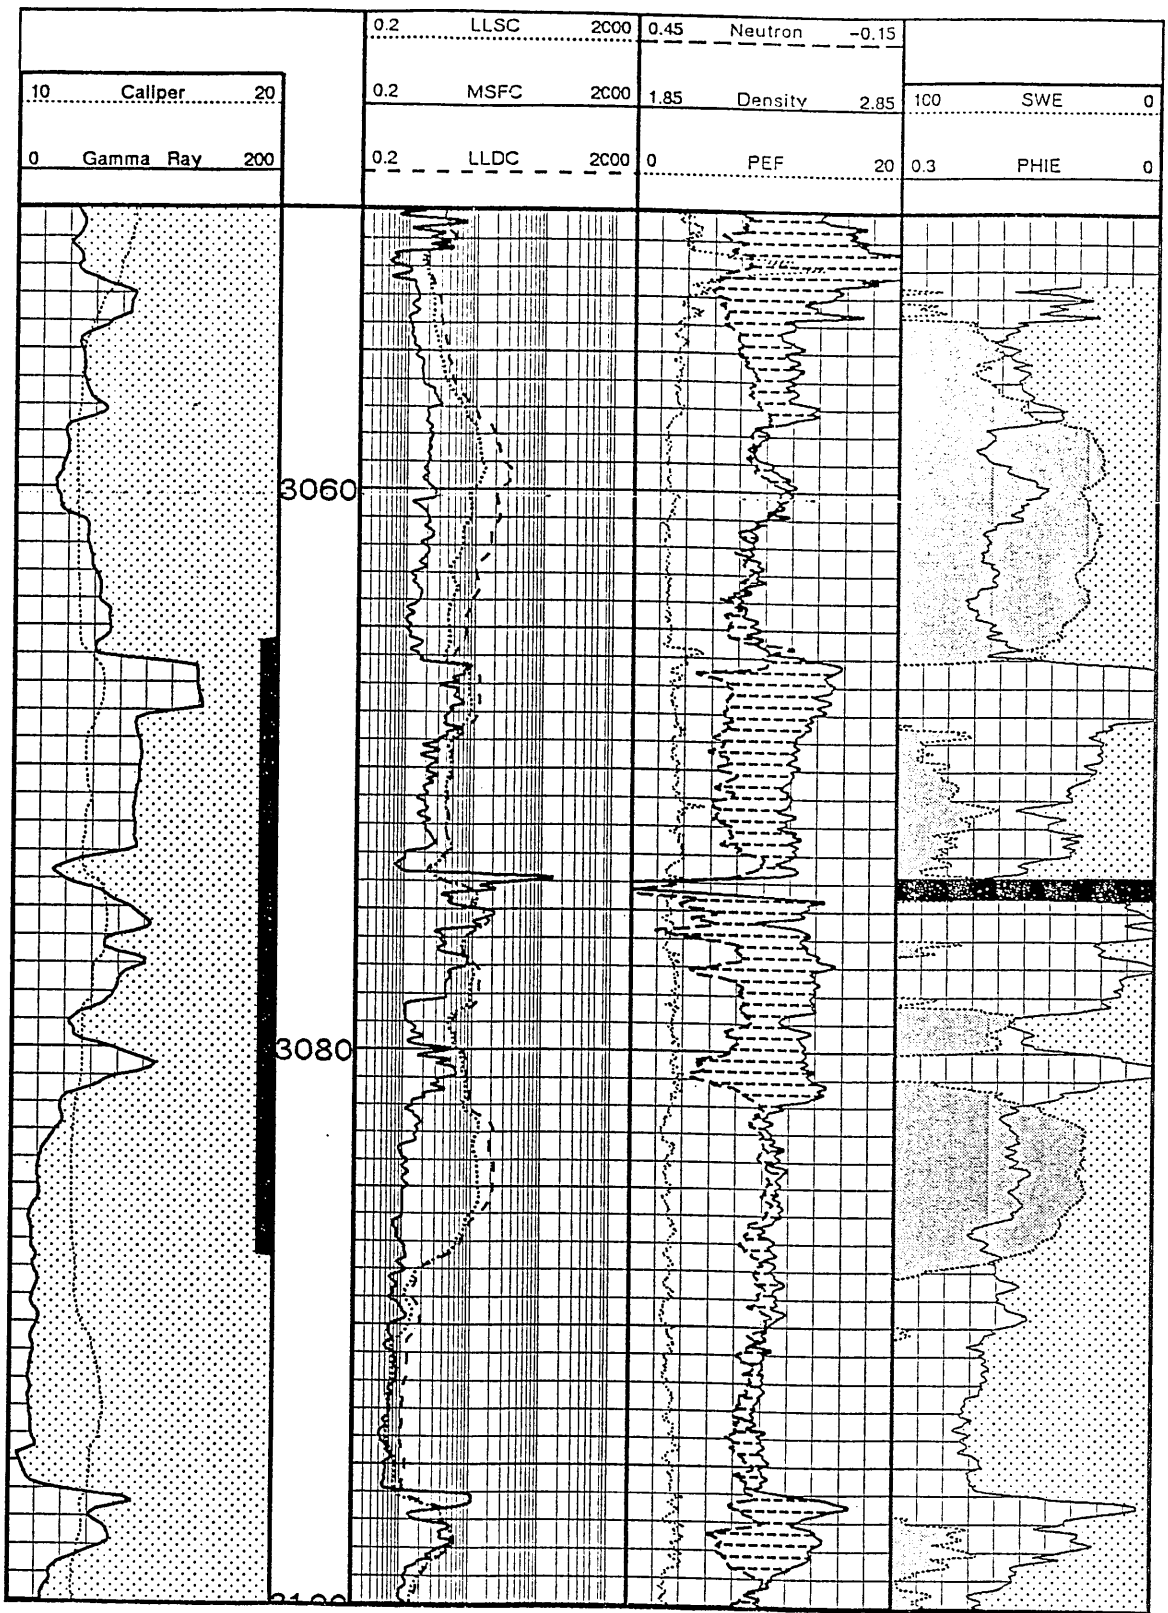 0.2 LLSC 2000
0.45 Neutron -0.15
10 Caliper 20
0.2 MSFC 2000
1.85 Density 2.85
100 SWE 0
0 Gamma Ray 200
0.2 LLDC 2000
0 PEF 20
0.3 PHIE 0
3060
3080